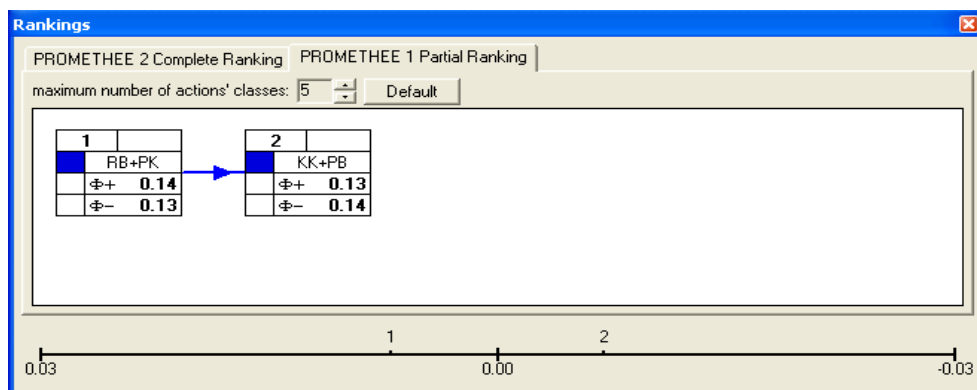 Rankings
PROMETHEE 2 Complete Ranking PROMETHEE 1 Partial Ranking
maximum number of actions' classes: 5 Default
1 2
RB+PK KK+PB
Φ+ 0.14 Φ+ 0.13
Φ− 0.13 Φ− 0.14
1 2
0.03 0.00 -0.03